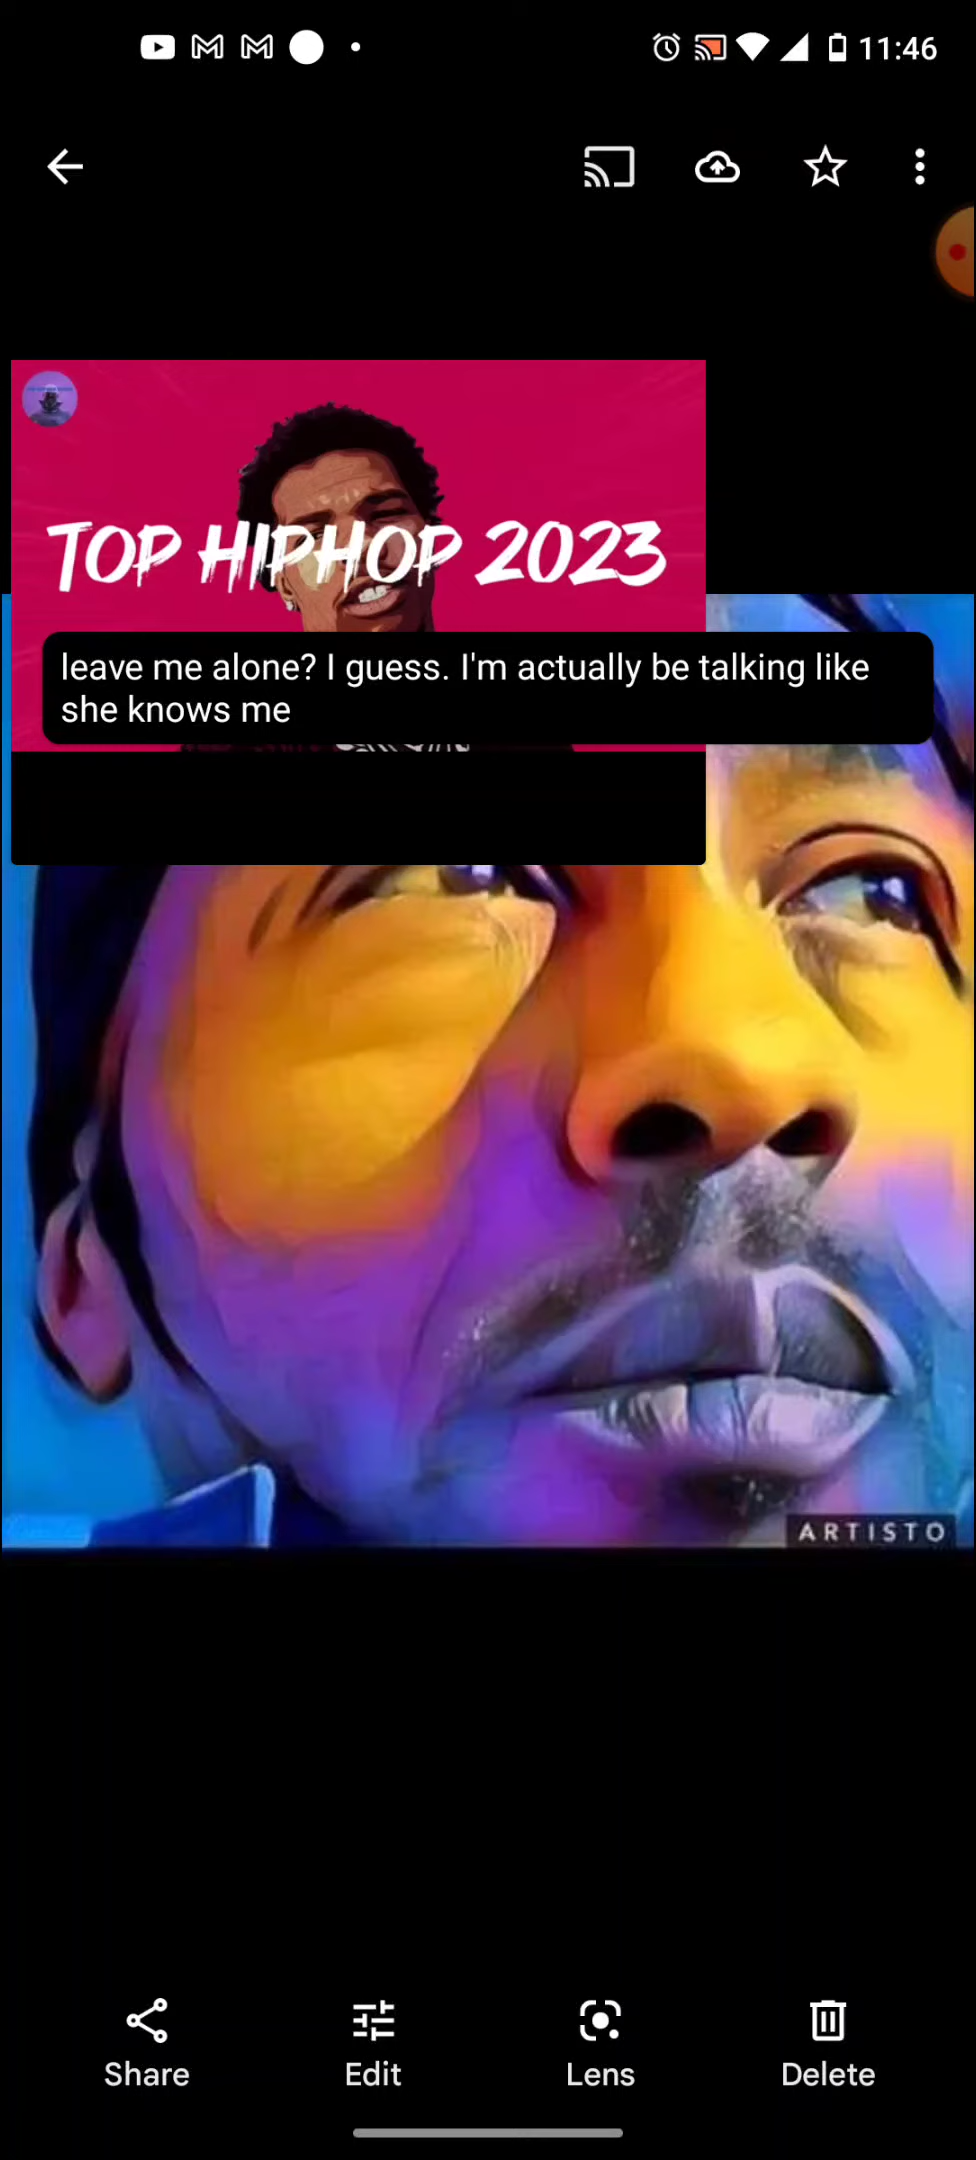 11:46
TOP HIPHOP 2023
leave me alone? I guess. I'm actually be talking like
she knows me
ARTISTO
Share
Edit
Lens
Delete